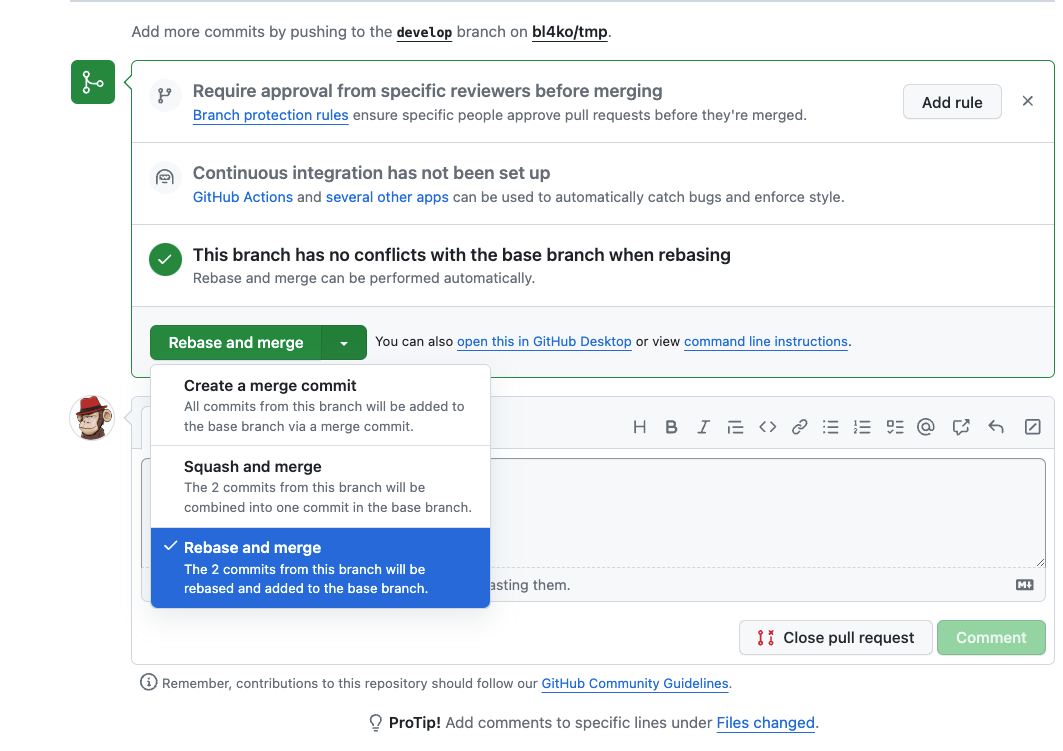 Add more commits by pushing to the develop branch on bl4ko/tmp.
Require approval from specific reviewers before merging
Branch protection rules ensure specific people approve pull requests before they're merged.
Add rule
Continuous integration has not been set up
GitHub Actions and several other apps can be used to automatically catch bugs and enforce style.
This branch has no conflicts with the base branch when rebasing
Rebase and merge can be performed automatically.
Rebase and merge
You can also open this in GitHub Desktop or view command line instructions.
Create a merge commit
All commits from this branch will be added to
the base branch via a merge commit.
Squash and merge
The 2 commits from this branch will be
combined into one commit in the base branch.
Rebase and merge
The 2 commits from this branch will be
rebased and added to the base branch.
them.
Close pull request
Comment
Remember, contributions to this repository should follow our GitHub Community Guidelines.
ProTip! Add comments to specific lines under Files changed.